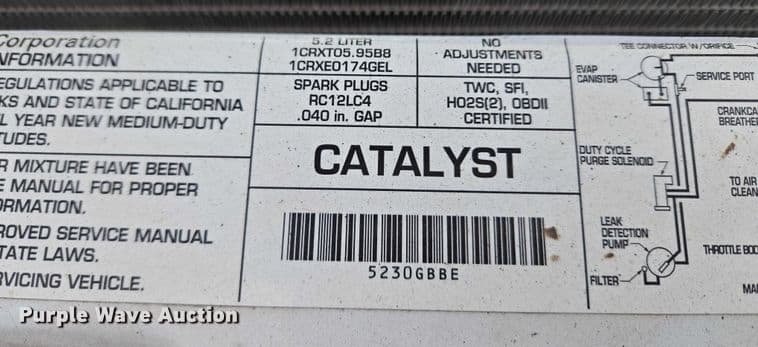 Corporation
NFORMATION
EGULATIONS APPLICABLE TO
KS AND STATE OF CALIFORNIA
L YEAR NEW MEDIUM-DUTY
TUDES.
R MIXTURE HAVE BEEN
E MANUAL FOR PROPER
ORMATION.
ROVED SERVICE MANUAL
TATE LAWS.
RVICING VEHICLE.
5.2 LITER
1CRXT05.95B8
1CRXE0174GEL
SPARK PLUGS
RC12LC4
.040 in. GAP
NO
ADJUSTMENTS
NEEDED
TWC, SFI,
HO2S(2), OBDII
CERTIFIED
CATALYST
5230GBBE
TEE CONNECTOR W/ORIFICE
EVAP
CANISTER
SERVICE PORT
CRANKCA
BREATHE
DUTY CYCLE
PURGE SOLENOID
TO AIR
CLEAN
LEAK
DETECTION
PUMP
THROTTLE BOD
FILTER
MA
Purple Wave Auction